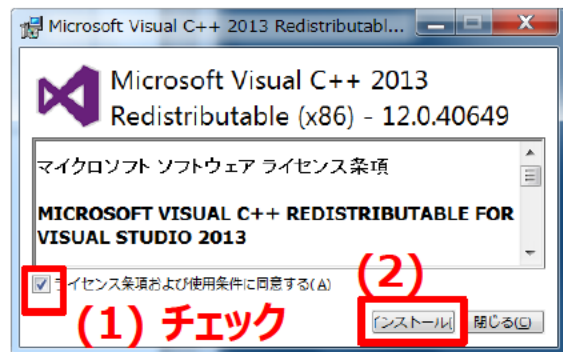 Microsoft Visual C++ 2013 Redistributabl...
Microsoft Visual C++ 2013
Redistributable (x86) - 12.0.40649
マイクロソフト ソフトウェア ライセンス条項
MICROSOFT VISUAL C++ REDISTRIBUTABLE FOR
VISUAL STUDIO 2013
ライセンス条項および使用条件に同意する(A)
(1) チェック
(2)
インストール(
閉じる(C)